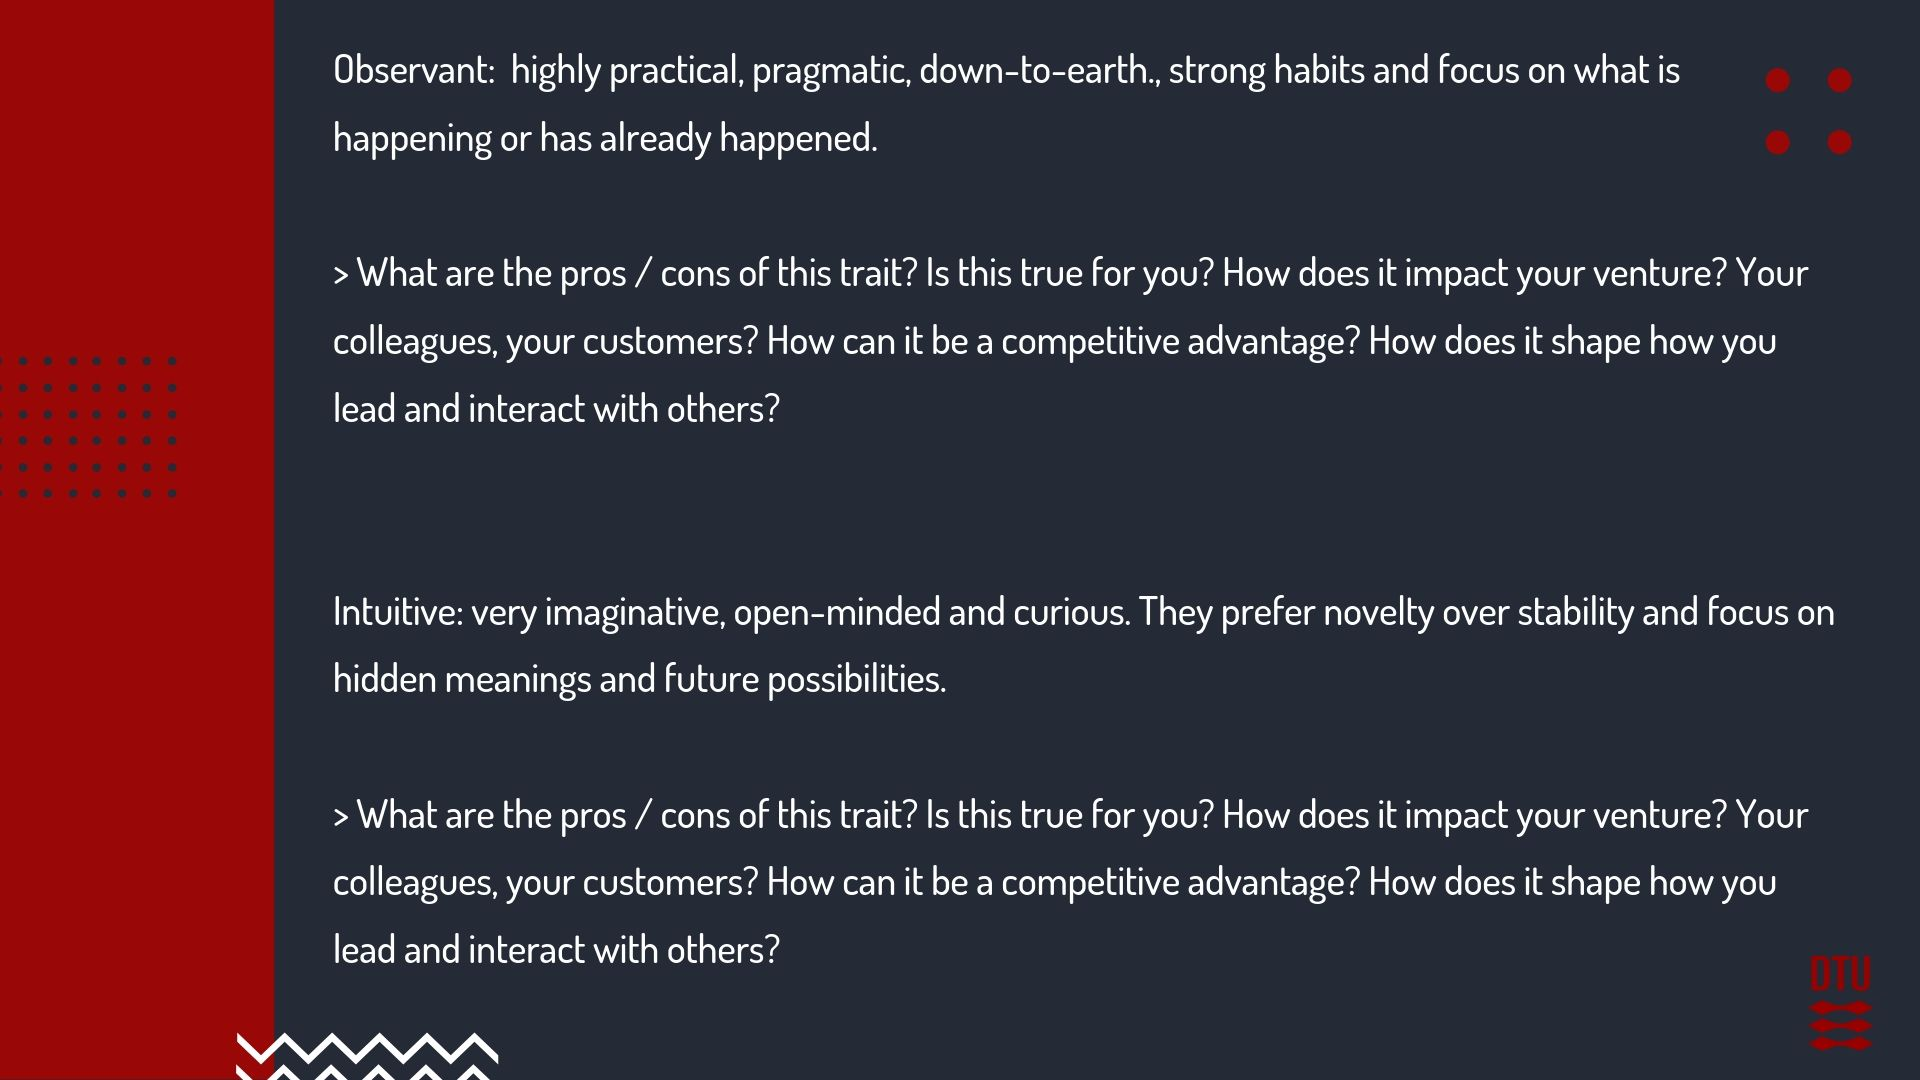 Observant:  highly practical, pragmatic, down-to-earth., strong habits and focus on what is
happening or has already happened.
> What are the pros / cons of this trait? Is this true for you? How does it impact your venture? Your
colleagues, your customers? How can it be a competitive advantage? How does it shape how you
lead and interact with others?
Intuitive: very imaginative, open-minded and curious. They prefer novelty over stability and focus on
hidden meanings and future possibilities.
> What are the pros / cons of this trait? Is this true for you? How does it impact your venture? Your
colleagues, your customers? How can it be a competitive advantage? How does it shape how you
lead and interact with others?
DTU